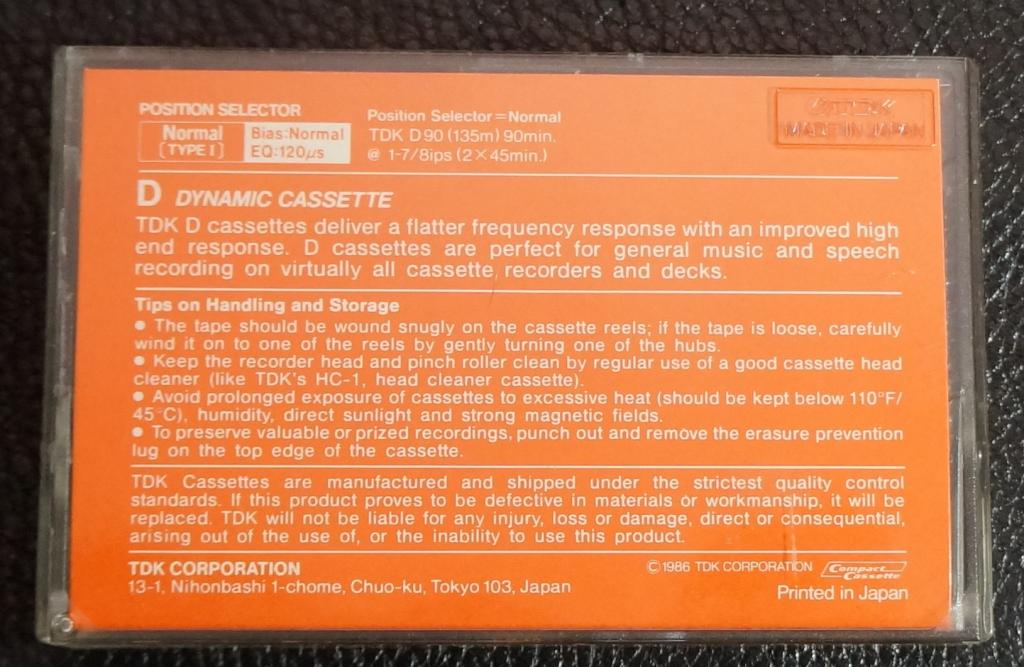 POSITION SELECTOR
Normal
(TYPE I)
Bias:Normal
EQ:120µs
Position Selector=Normal
TDK D90 (135m) 90min.
@ 1-7/8ips (2×45min.)
TDK
MADE IN JAPAN
D DYNAMIC CASSETTE
TDK D cassettes deliver a flatter frequency response with an improved high
end response. D cassettes are perfect for general music and speech
recording on virtually all cassette recorders and decks.
Tips on Handling and Storage
● The tape should be wound snugly on the cassette reels; if the tape is loose, carefully
wind it on to one of the reels by gently turning one of the hubs.
● Keep the recorder head and pinch roller clean by regular use of a good cassette head
cleaner (like TDK's HC-1, head cleaner cassette).
● Avoid prolonged exposure of cassettes to excessive heat (should be kept below 110°F/
45°C), humidity, direct sunlight and strong magnetic fields.
● To preserve valuable or prized recordings, punch out and remove the erasure prevention
lug on the top edge of the cassette.
TDK Cassettes are manufactured and shipped under the strictest quality control
standards. If this product proves to be defective in materials or workmanship, it will be
replaced. TDK will not be liable for any injury, loss or damage, direct or consequential,
arising out of the use of, or the inability to use this product.
TDK CORPORATION
13-1, Nihonbashi 1-chome, Chuo-ku, Tokyo 103, Japan
©1986 TDK CORPORATION
Compact Cassette
Printed in Japan